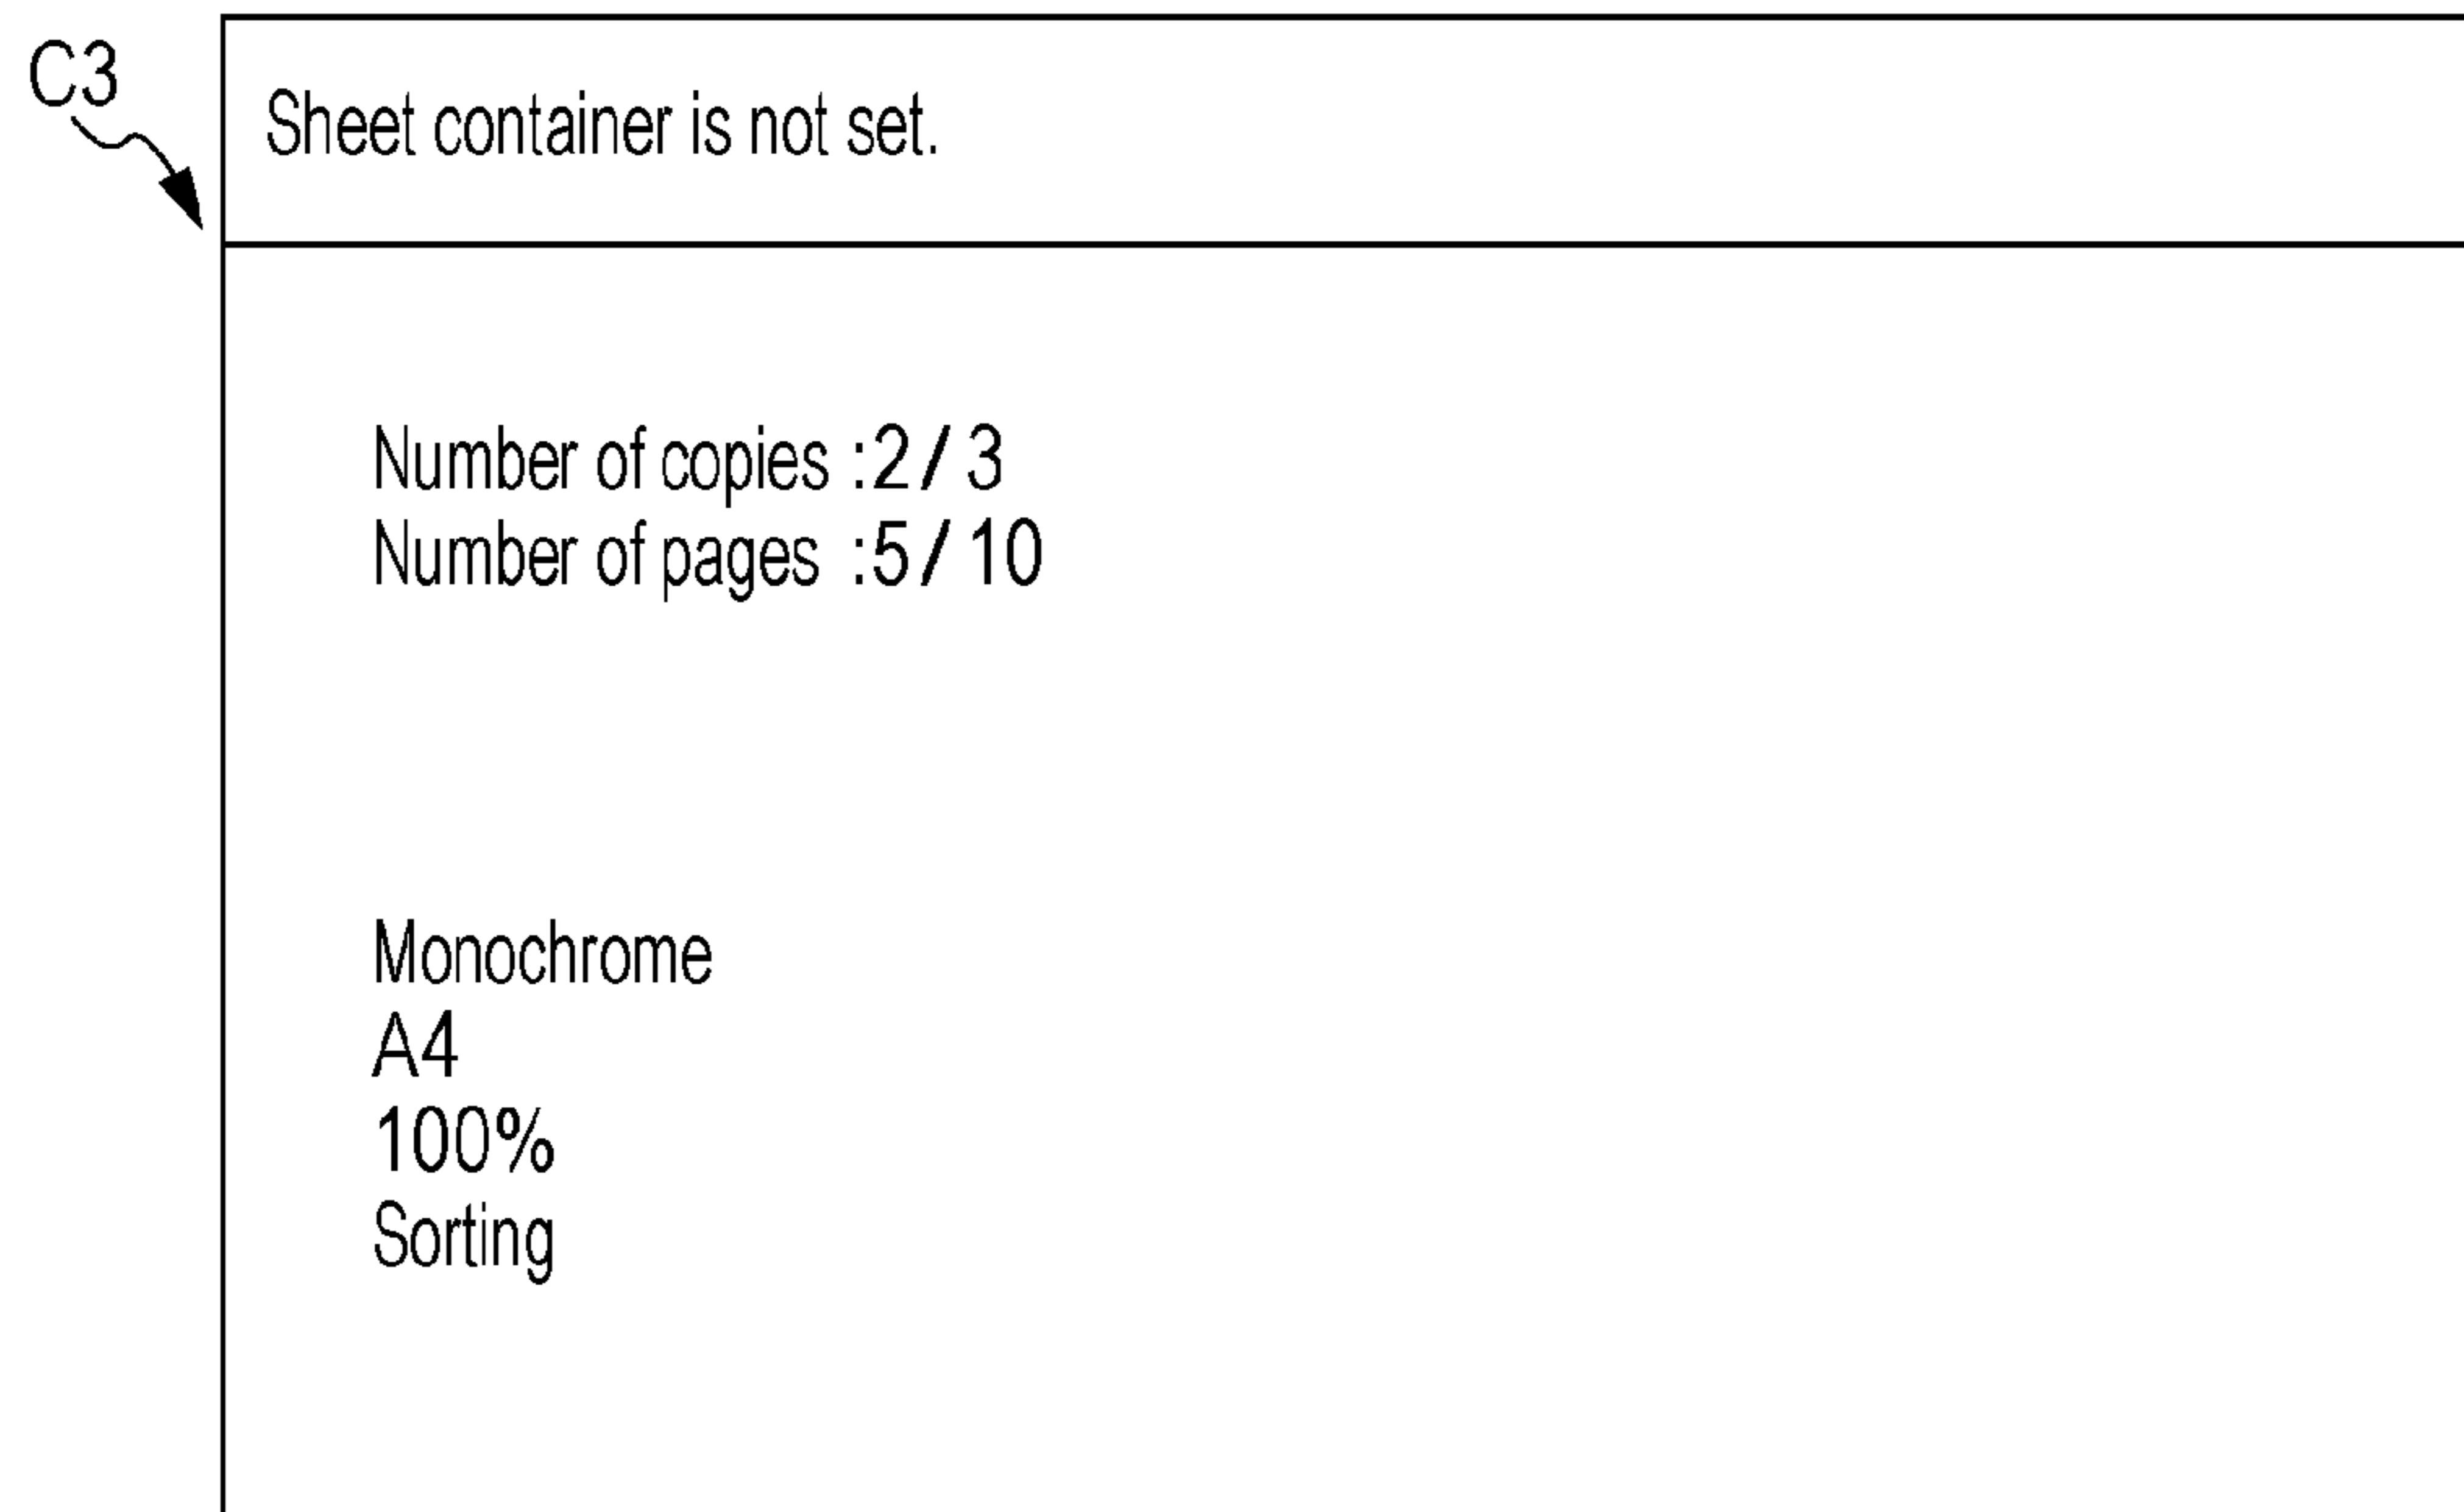 C3
Sheet container is not set.
Number of copies :2/3
Number of pages :5/10
Monochrome
A4
100%
Sorting